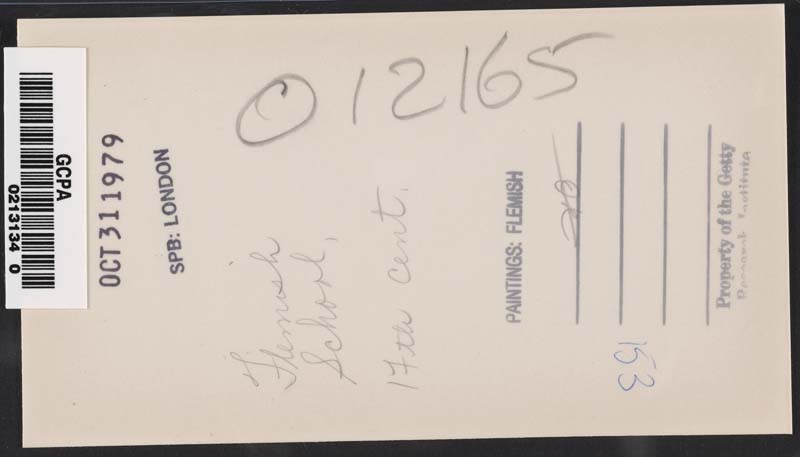 012165
GCPA
0213134 0
OCT 31 1979
SPB: LONDON
Flemish
School,
17th cent.
PAINTINGS: FLEMISH
153
Property of the Getty
Research Institute